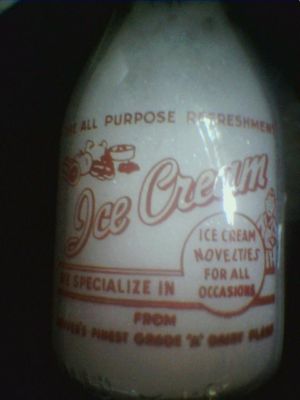 THE ALL PURPOSE REFRESHMENT
Ice Cream
WE SPECIALIZE IN
ICE CREAM
NOVELTIES
FOR ALL
OCCASIONS
FROM
FINEST GRADE "A" DAIRY PLANT